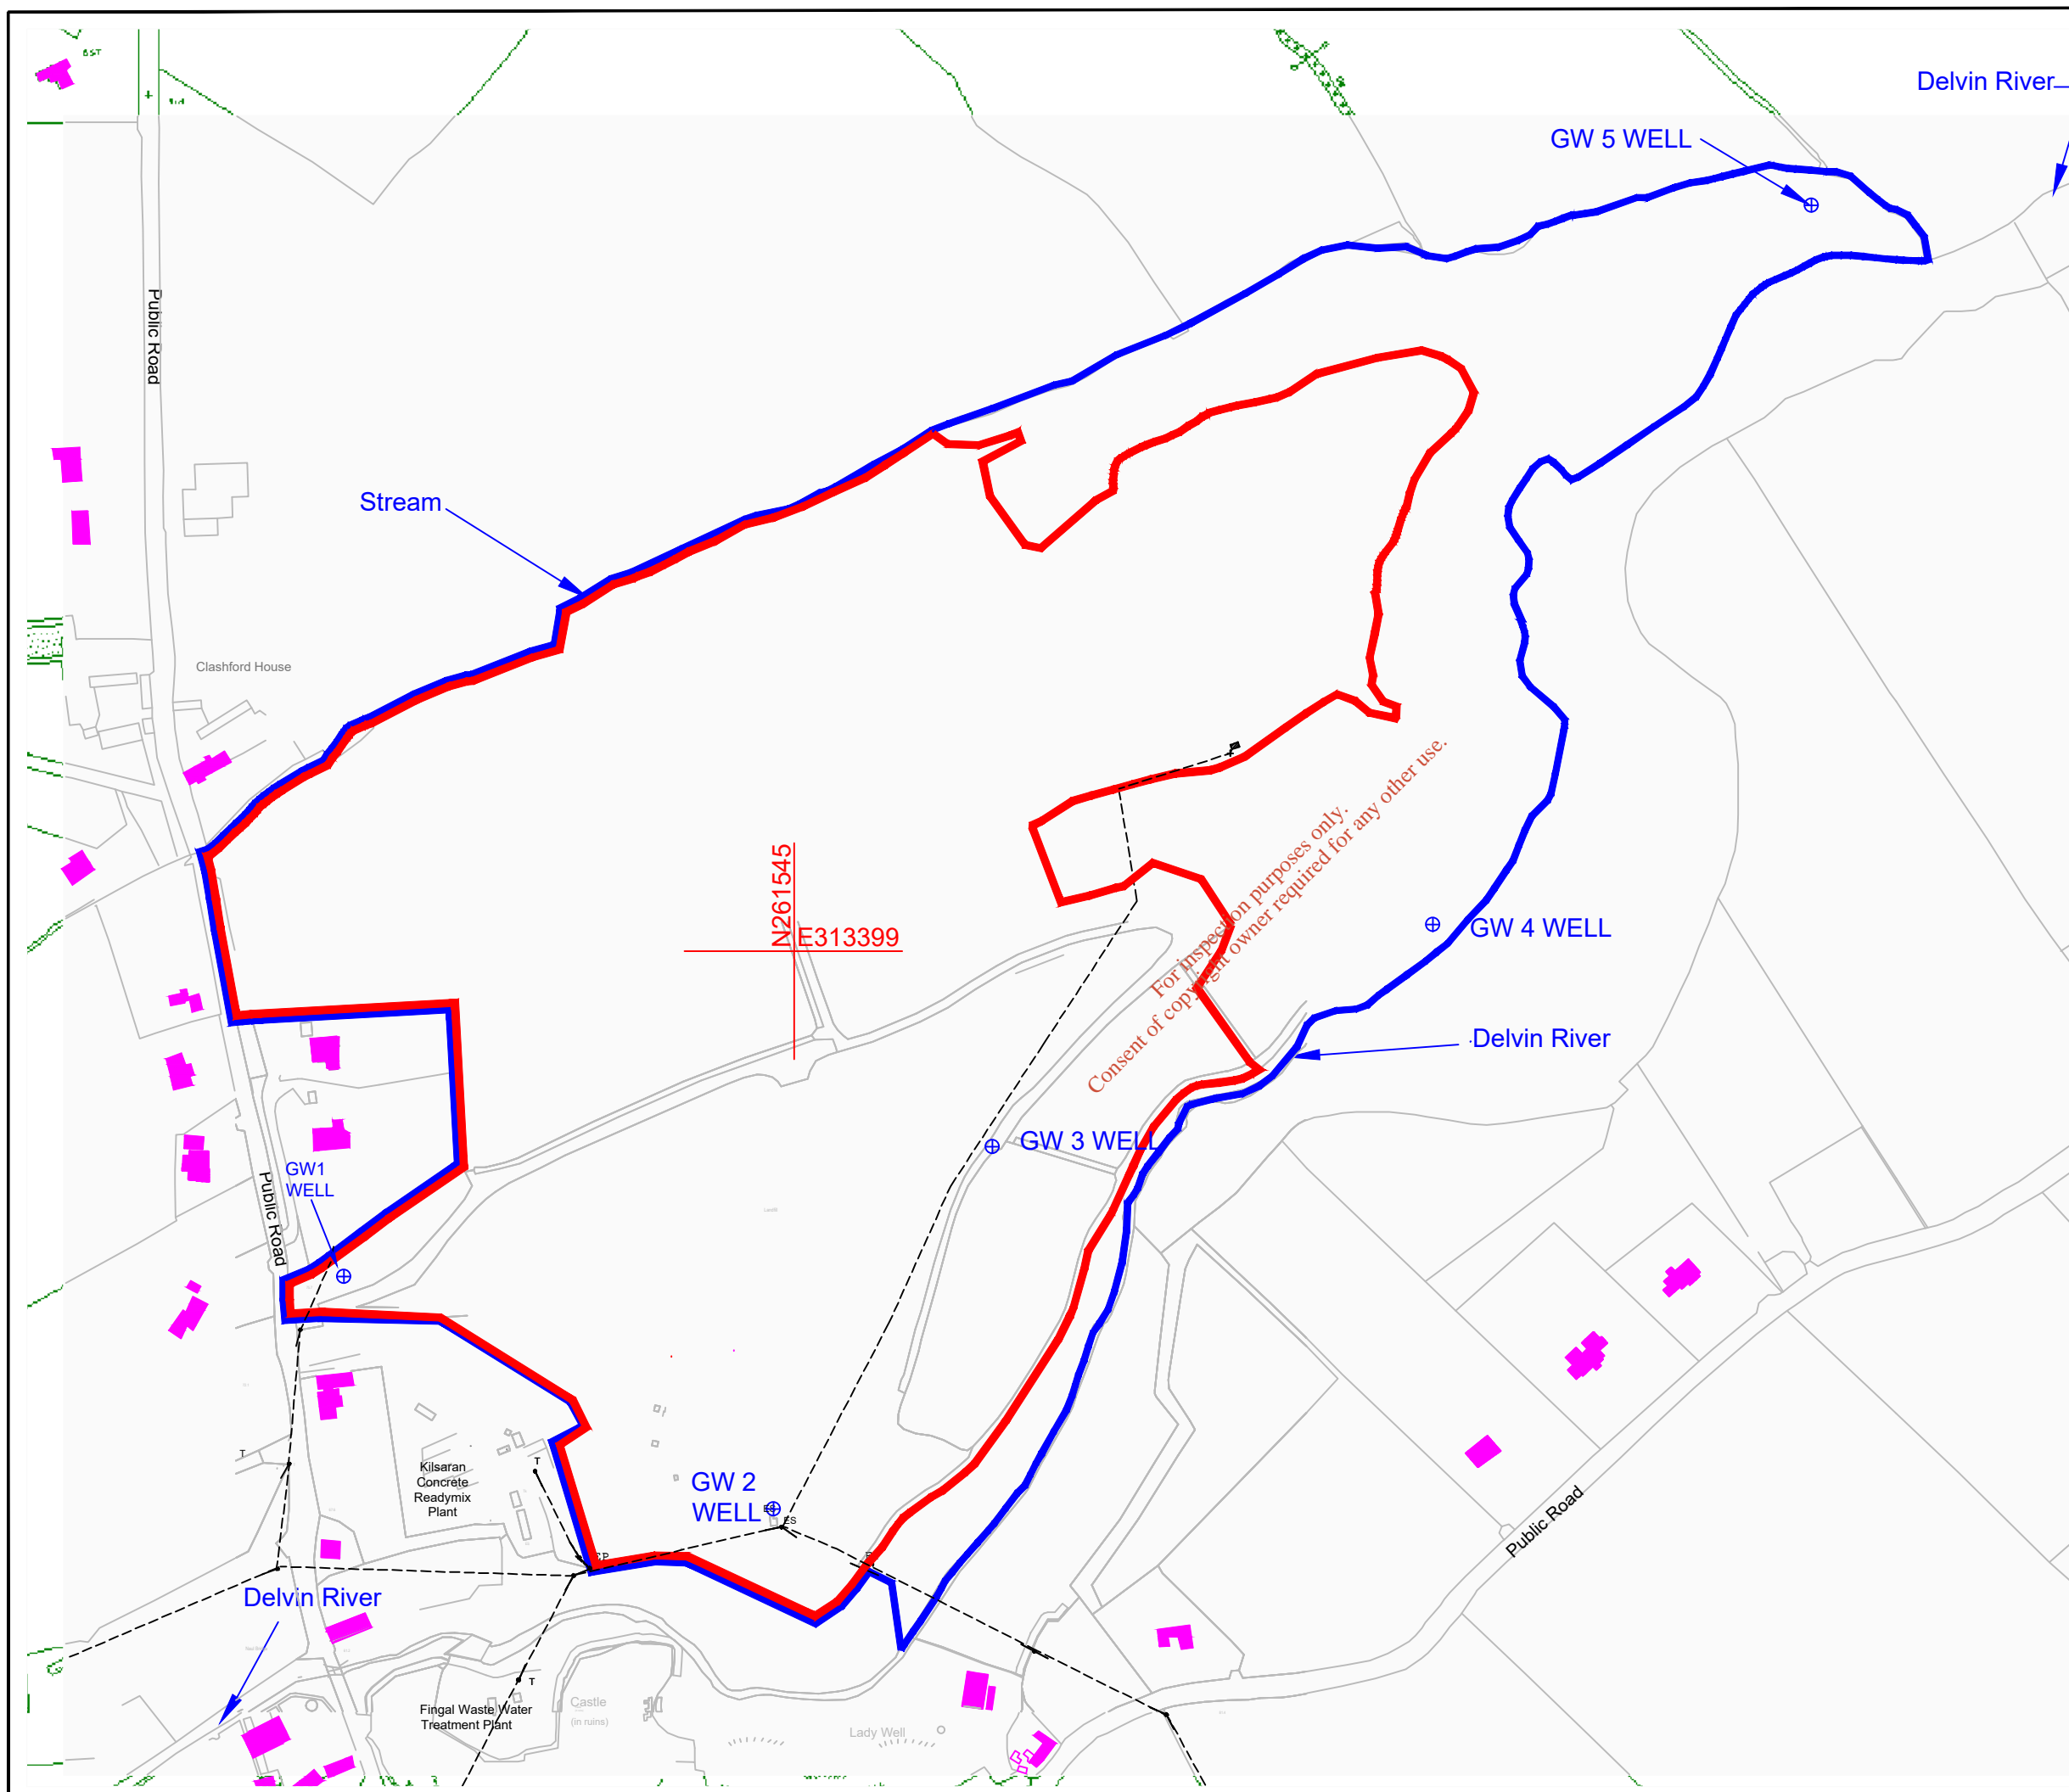 BST
Delvin River
GW 5 WELL
Public Road
Stream
Clashford House
N261545
E313399
For inspection purposes only.
Consent of copyright owner required for any other use.
GW 4 WELL
Delvin River
GW 3 WELL
GW1
WELL
Public Road
T
Kilsaran
Concrete
Readymix
Plant
T
GW 2
WELL
ES
Public Road
Delvin River
T
Fingal Waste Water
Treatment Plant
Castle
(in ruins)
Lady Well